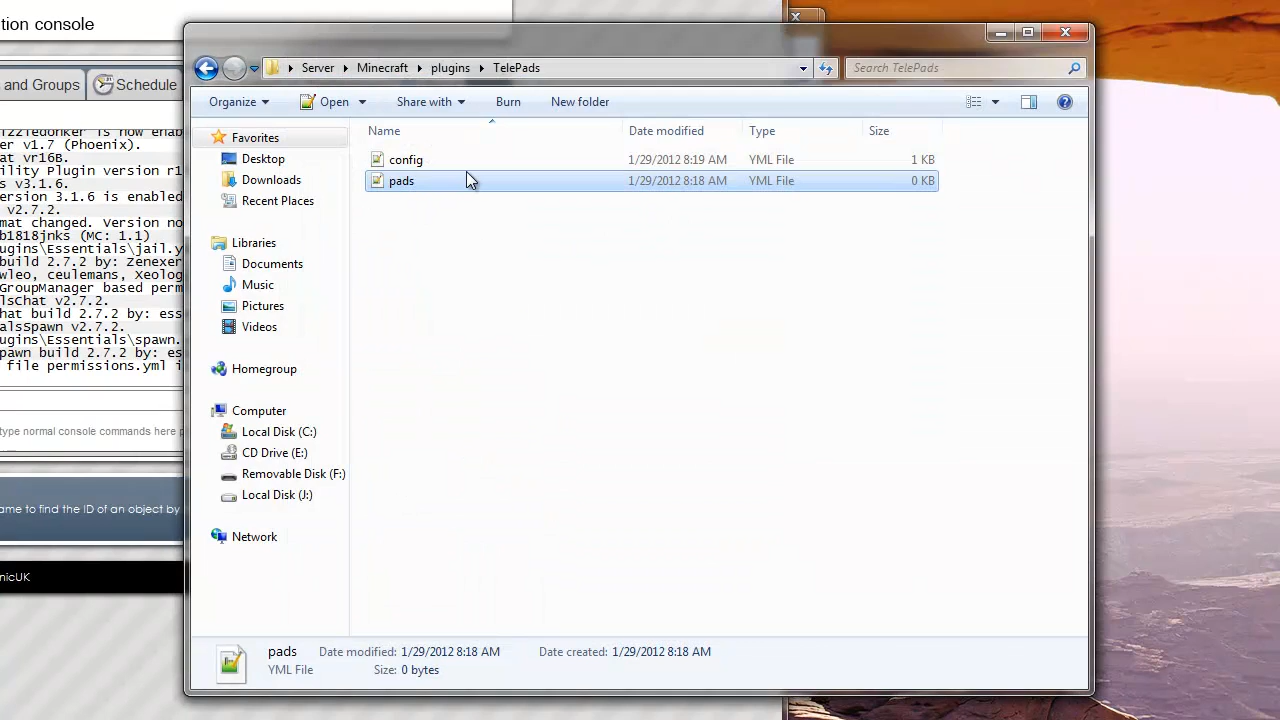 tion console
and Groups
Schedule
izzledonker is now enab
er v1.7 (Phoenix).
at vr16B.
ility Plugin version r1
s v3.1.6.
ersion 3.1.6 is enabled
v2.7.2.
mat changed. Version no
b1818jnks (MC: 1.1)
ugins\Essentials\jail.y
build 2.7.2 by: Zenexer
wleo, ceulemans, Xeolog
GroupManager based perm
lsChat v2.7.2.
hat build 2.7.2 by: ess
alsSpawn v2.7.2.
ugins\Essentials\spawn.
pawn build 2.7.2 by: es
file permissions.yml i
type normal console commands here
ame to find the ID of an object by
nicUK
Server
Minecraft
plugins
TelePads
Search TelePads
Organize
Open
Share with
Burn
New folder
Favorites
Desktop
Downloads
Recent Places
Libraries
Documents
Music
Pictures
Videos
Homegroup
Computer
Local Disk (C:)
CD Drive (E:)
Removable Disk (F:)
Local Disk (J:)
Network
Name Date modified Type Size
config 1/29/2012 8:19 AM YML File 1 KB
pads 1/29/2012 8:18 AM YML File 0 KB
pads Date modified: 1/29/2012 8:18 AM Date created: 1/29/2012 8:18 AM
YML File Size: 0 bytes